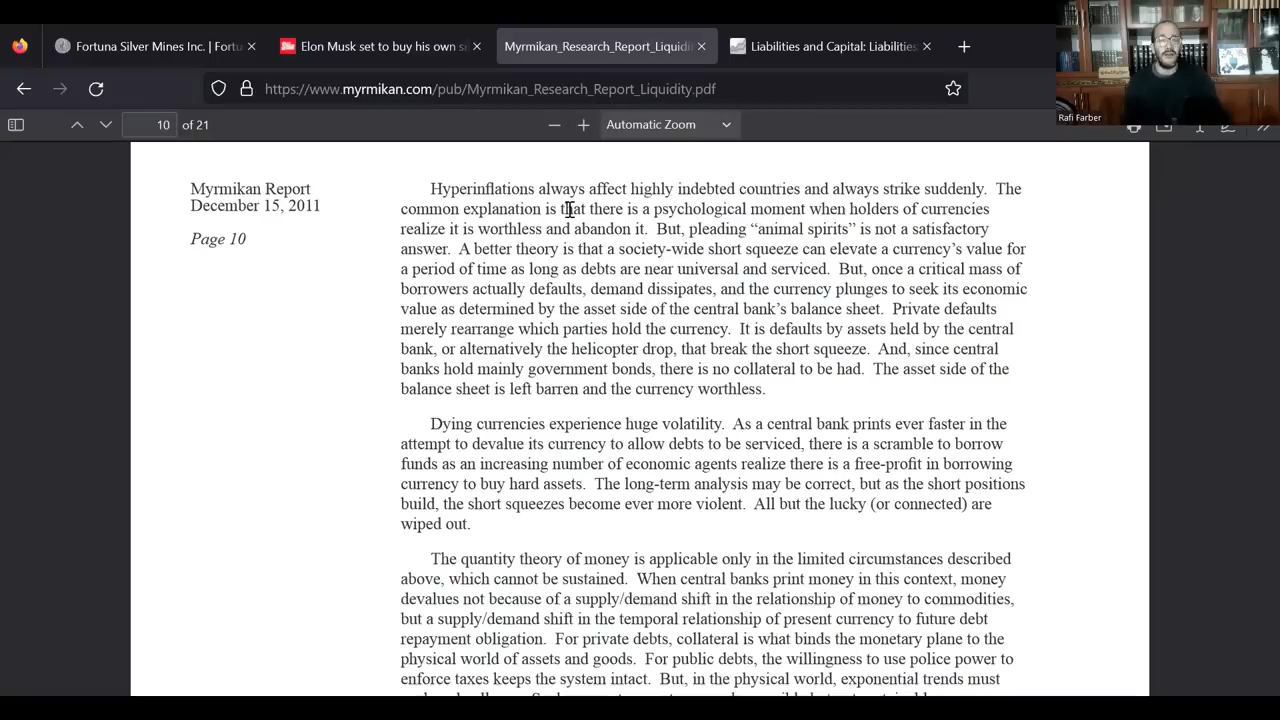 Fortuna Silver Mines Inc. | Fortu
Elon Musk set to buy his own s
Myrmikan_Research_Report_Liquidi
Liabilities and Capital: Liabilities
https://www.myrmikan.com/pub/Myrmikan_Research_Report_Liquidity.pdf
Rafi Farber
10 of 21
Automatic Zoom
Myrmikan Report
December 15, 2011
Page 10
Hyperinflations always affect highly indebted countries and always strike suddenly. The
common explanation is that there is a psychological moment when holders of currencies
realize it is worthless and abandon it. But, pleading “animal spirits” is not a satisfactory
answer. A better theory is that a society-wide short squeeze can elevate a currency’s value for
a period of time as long as debts are near universal and serviced. But, once a critical mass of
borrowers actually defaults, demand dissipates, and the currency plunges to seek its economic
value as determined by the asset side of the central bank’s balance sheet. Private defaults
merely rearrange which parties hold the currency. It is defaults by assets held by the central
bank, or alternatively the helicopter drop, that break the short squeeze. And, since central
banks hold mainly government bonds, there is no collateral to be had. The asset side of the
balance sheet is left barren and the currency worthless.
Dying currencies experience huge volatility. As a central bank prints ever faster in the
attempt to devalue its currency to allow debts to be serviced, there is a scramble to borrow
funds as an increasing number of economic agents realize there is a free-profit in borrowing
currency to buy hard assets. The long-term analysis may be correct, but as the short positions
build, the short squeezes become ever more violent. All but the lucky (or connected) are
wiped out.
The quantity theory of money is applicable only in the limited circumstances described
above, which cannot be sustained. When central banks print money in this context, money
devalues not because of a supply/demand shift in the relationship of money to commodities,
but a supply/demand shift in the temporal relationship of present currency to future debt
repayment obligation. For private debts, collateral is what binds the monetary plane to the
physical world of assets and goods. For public debts, the willingness to use police power to
enforce taxes keeps the system intact. But, in the physical world, exponential trends must